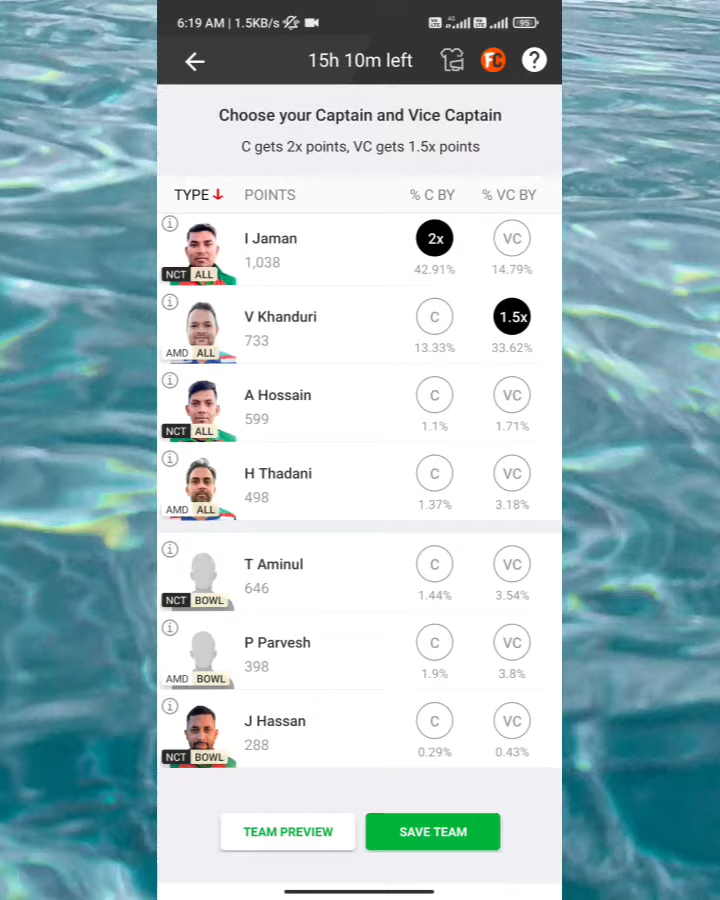 6:19 AM | 1.5KB/s
4G
95
15h 10m left
FC
?
Choose your Captain and Vice Captain
C gets 2x points, VC gets 1.5x points
TYPE POINTS % C BY % VC BY
I Jaman
1,038
2x
VC
42.91%
14.79%
NCT ALL
V Khanduri
733
C
1.5x
13.33%
33.62%
AMD ALL
A Hossain
599
C
VC
1.1%
1.71%
NCT ALL
H Thadani
498
C
VC
1.37%
3.18%
AMD ALL
T Aminul
646
C
VC
1.44%
3.54%
NCT BOWL
P Parvesh
398
C
VC
1.9%
3.8%
AMD BOWL
J Hassan
288
C
VC
0.29%
0.43%
NCT BOWL
TEAM PREVIEW
SAVE TEAM